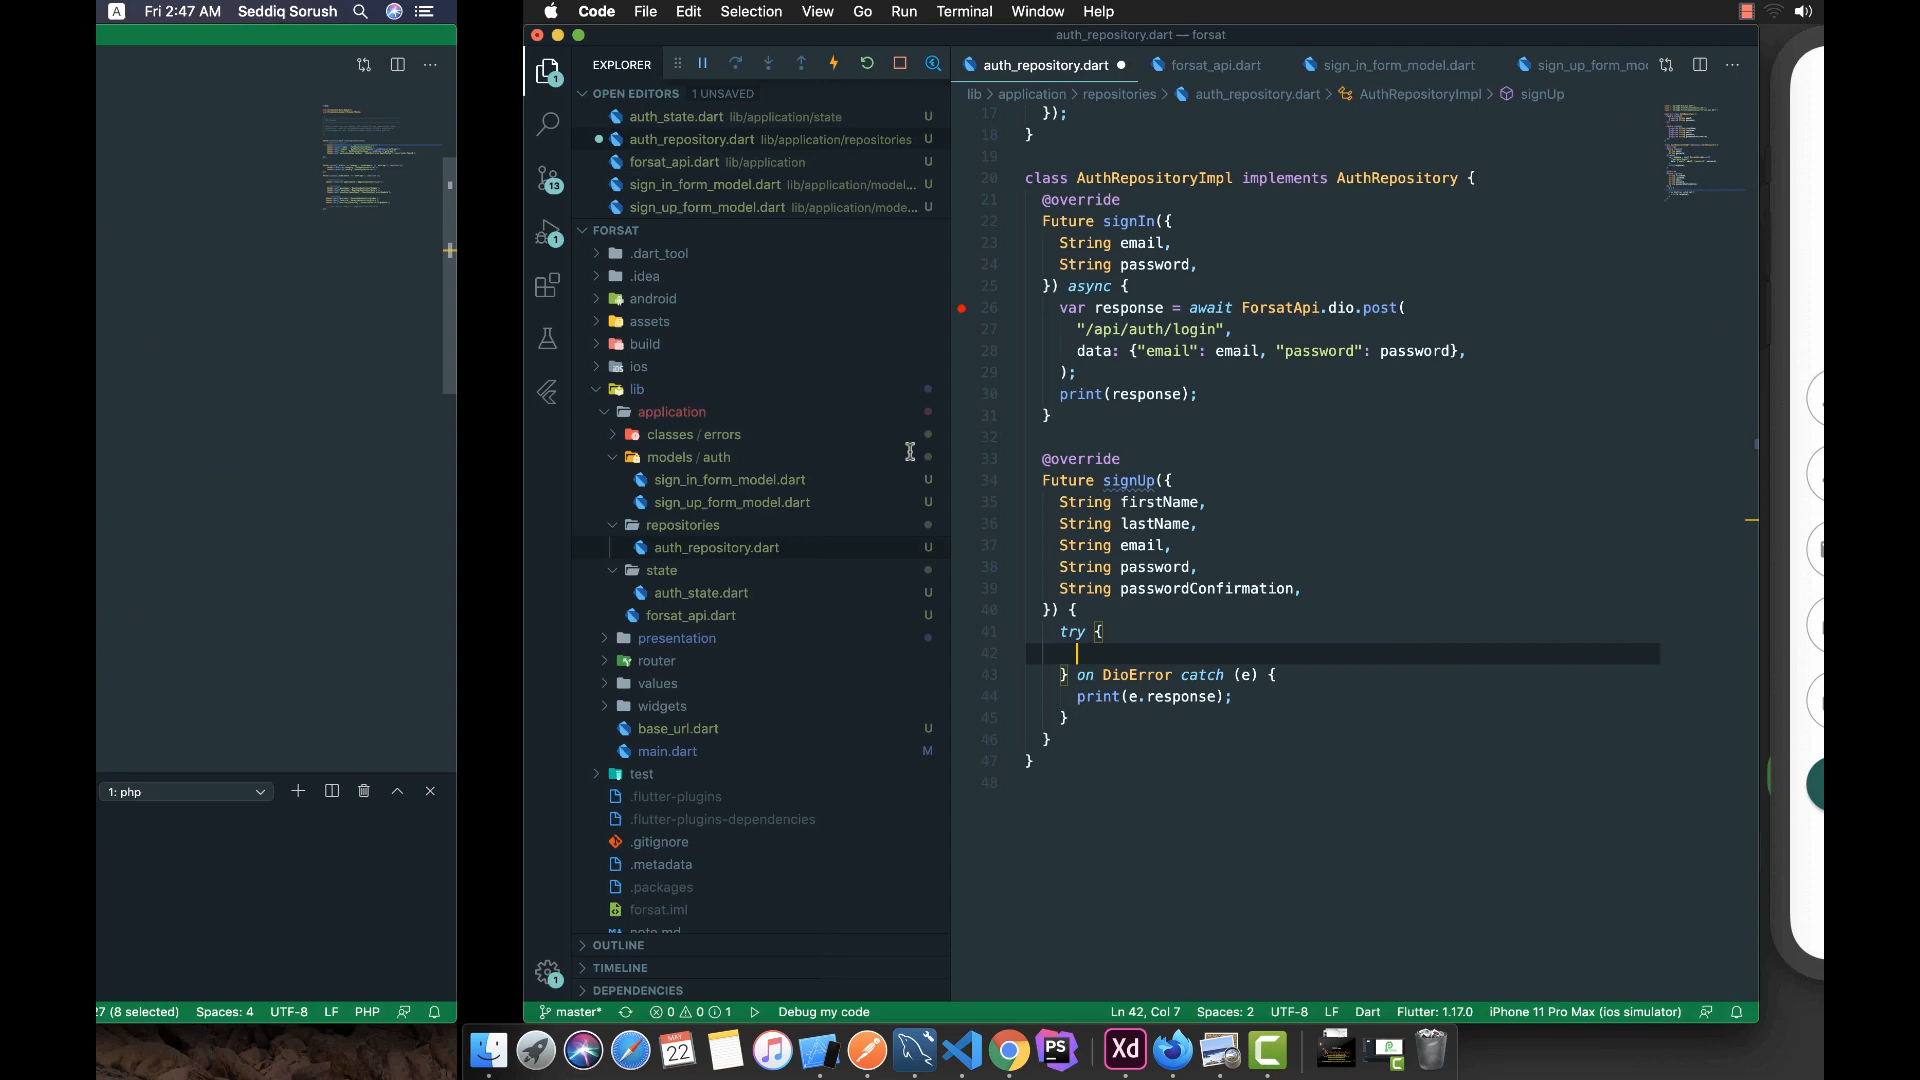 Fri 2:47 AM Seddiq Sorush
Code File Edit Selection View Go Run Terminal Window Help
auth_repository.dart — forsat
EXPLORER
auth_repository.dart
forsat_api.dart
sign_in_form_model.dart
sign_up_form_mo
OPEN EDITORS 1 UNSAVED
auth_state.dart lib/application/state U
auth_repository.dart lib/application/repositories U
forsat_api.dart lib/application U
sign_in_form_model.dart lib/application/model... U
sign_up_form_model.dart lib/application/mode... U
FORSAT
.dart_tool
.idea
android
assets
build
ios
lib
application
classes / errors
models / auth
sign_in_form_model.dart U
sign_up_form_model.dart U
repositories
auth_repository.dart U
state
auth_state.dart U
forsat_api.dart U
presentation
router
values
widgets
base_url.dart U
main.dart M
test
.flutter-plugins
.flutter-plugins-dependencies
.gitignore
.metadata
.packages
forsat.iml
note.md
OUTLINE
TIMELINE
DEPENDENCIES
lib > application > repositories > auth_repository.dart > AuthRepositoryImpl > signUp
17 });
18 }
19
20 class AuthRepositoryImpl implements AuthRepository {
21 @override
22 Future signIn({
23 String email,
24 String password,
25 }) async {
26 var response = await ForsatApi.dio.post(
27 "/api/auth/login",
28 data: {"email": email, "password": password},
29 );
30 print(response);
31 }
32
33 @override
34 Future signUp({
35 String firstName,
36 String lastName,
37 String email,
38 String password,
39 String passwordConfirmation,
40 }) {
41 try {
42
43 } on DioError catch (e) {
44 print(e.response);
45 }
46 }
47 }
48
1: php
27 (8 selected) Spaces: 4 UTF-8 LF PHP
master* 0 0 1 Debug my code Ln 42, Col 7 Spaces: 2 UTF-8 LF Dart Flutter: 1.17.0 iPhone 11 Pro Max (ios simulator)
MAY
22
PS
Xd